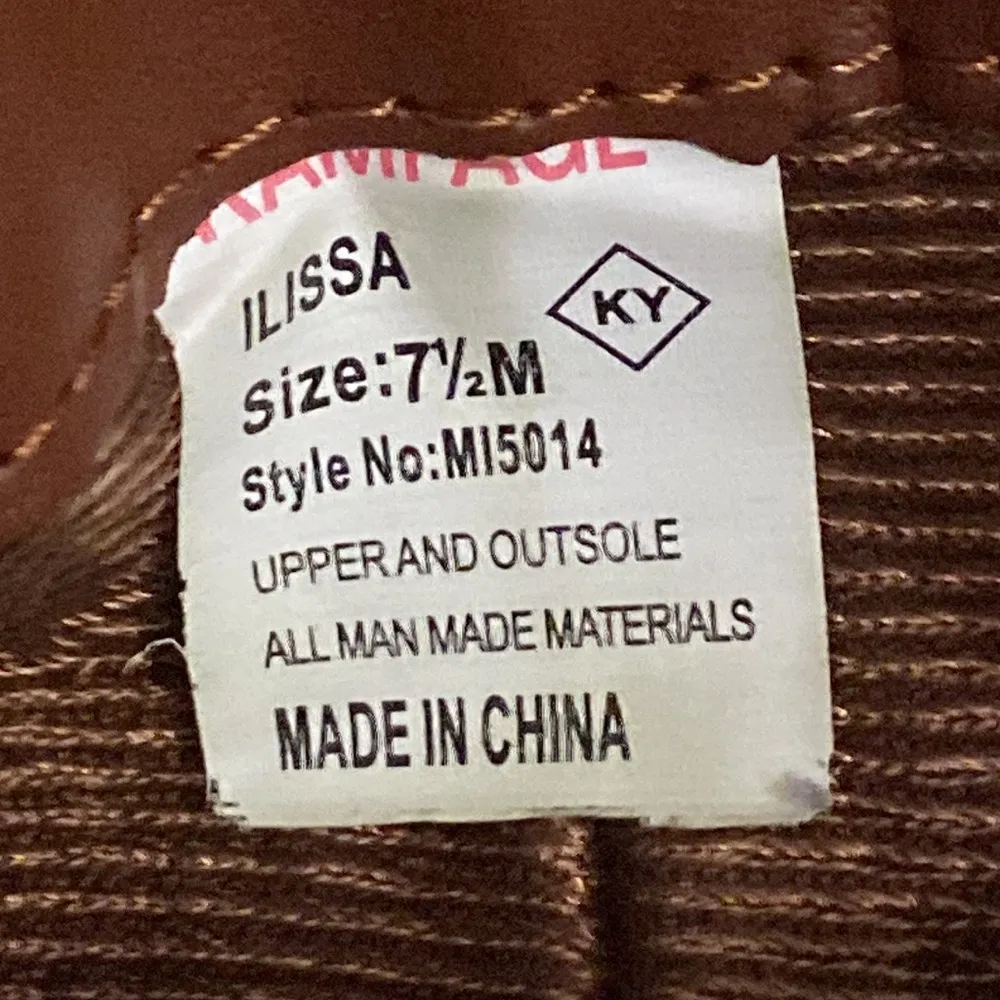 RAMPAGE
ILISSA
KY
Size:7½M
Style No:MI5014
UPPER AND OUTSOLE
ALL MAN MADE MATERIALS
MADE IN CHINA